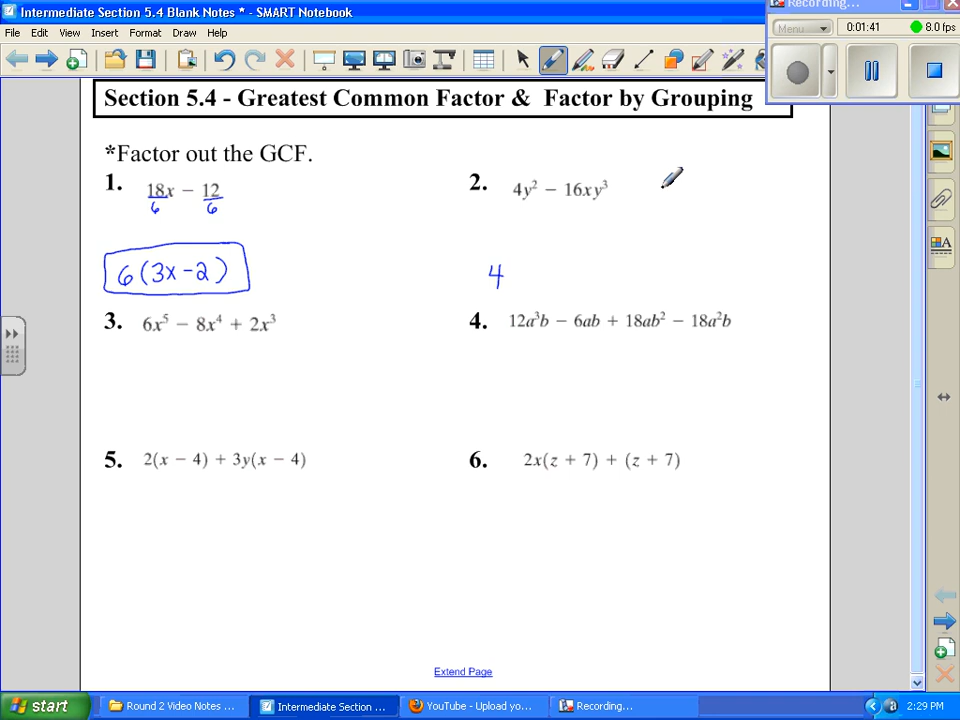 Intermediate Section 5.4 Blank Notes * - SMART Notebook
Recording...
File Edit View Insert Format Draw Help
Menu 0:01:41 8.0 fps
Section 5.4 - Greatest Common Factor & Factor by Grouping
*Factor out the GCF.
1. 18x − 12
6 6
6(3x-2)
2. 4y² − 16xy³
4
3. 6x⁵ − 8x⁴ + 2x³
4. 12a³b − 6ab + 18ab² − 18a²b
5. 2(x − 4) + 3y(x − 4)
6. 2x(z + 7) + (z + 7)
Extend Page
start Round 2 Video Notes ... Intermediate Section ... YouTube - Upload yo... Recording... 2:29 PM